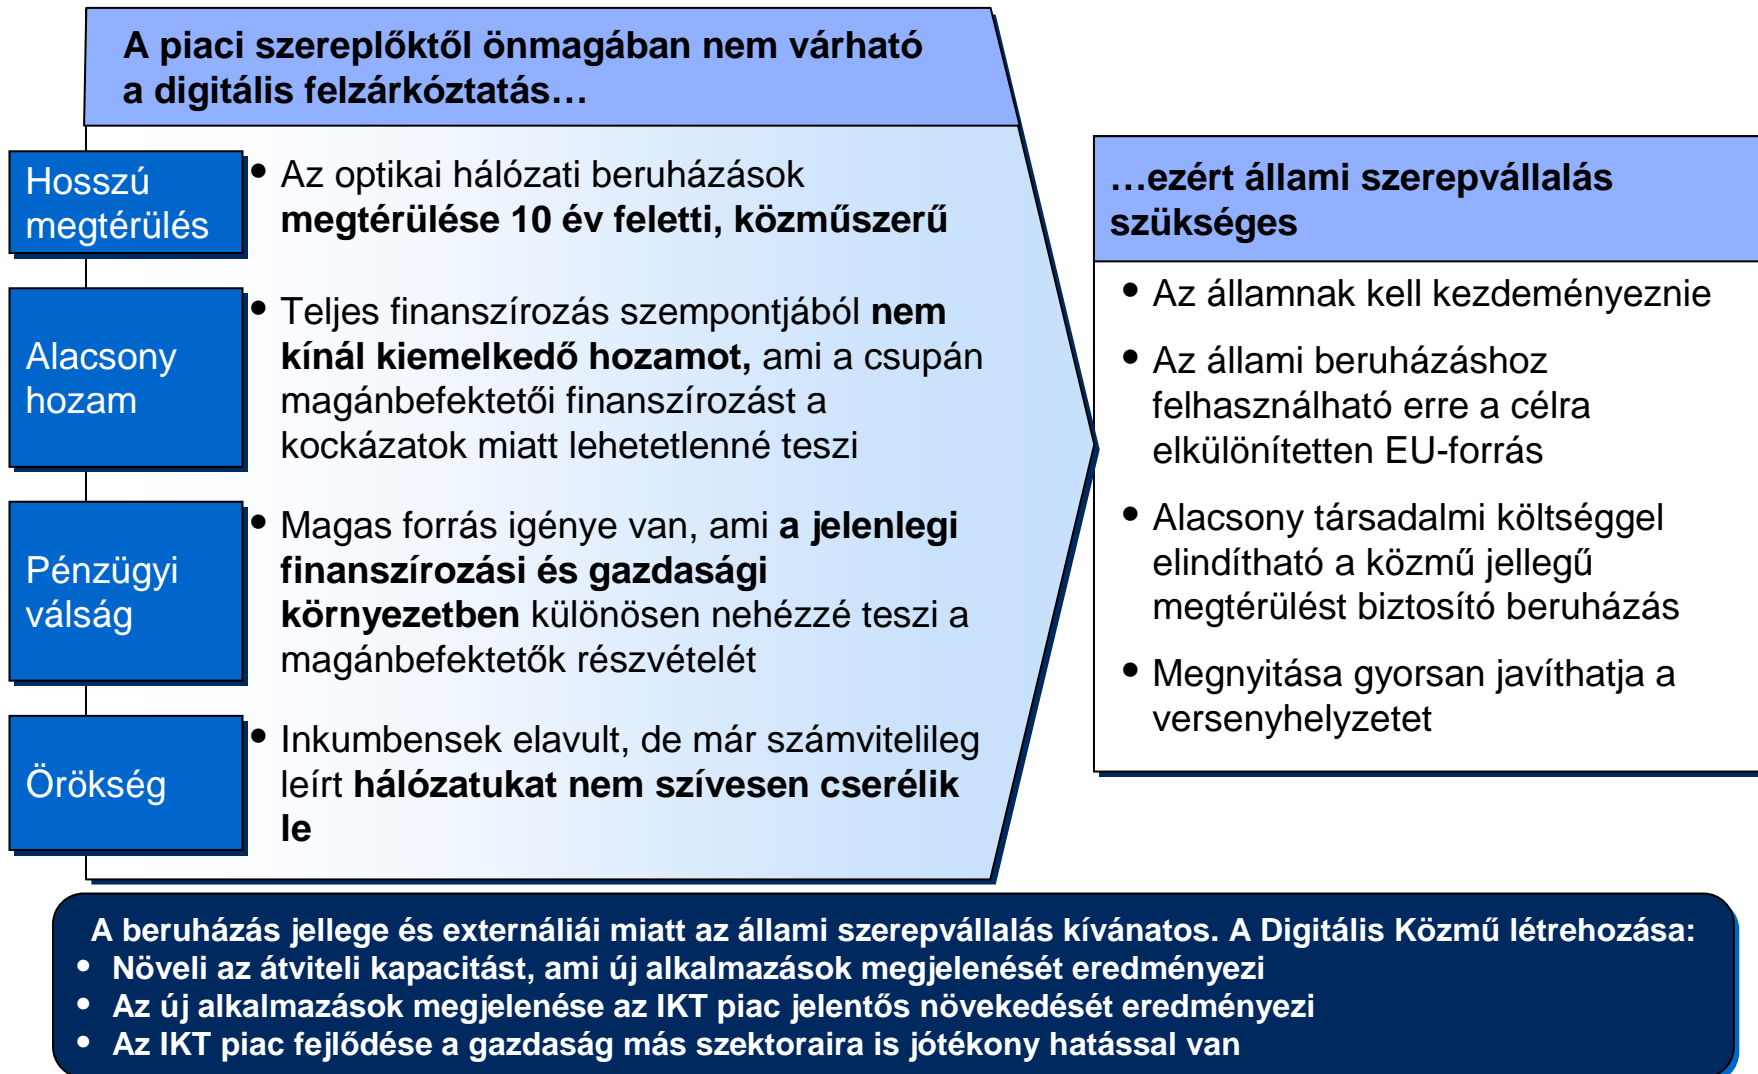 A piaci szereplőktől önmagában nem várható
a digitális felzárkóztatás…
Hosszú
megtérülés
• Az optikai hálózati beruházások
megtérülése 10 év feletti, közműszerű
Alacsony
hozam
• Teljes finanszírozás szempontjából nem
kínál kiemelkedő hozamot, ami a csupán
magánbefektetői finanszírozást a
kockázatok miatt lehetetlenné teszi
Pénzügyi
válság
• Magas forrás igénye van, ami a jelenlegi
finanszírozási és gazdasági
környezetben különösen nehézzé teszi a
magánbefektetők részvételét
Örökség
• Inkumbensek elavult, de már számvitelileg
leírt hálózatukat nem szívesen cserélik
le
…ezért állami szerepvállalás
szükséges
• Az államnak kell kezdeményeznie
• Az állami beruházáshoz
felhasználható erre a célra
elkülönítetten EU-forrás
• Alacsony társadalmi költséggel
elindítható a közmű jellegű
megtérülést biztosító beruházás
• Megnyitása gyorsan javíthatja a
versenyhelyzetet
A beruházás jellege és externáliái miatt az állami szerepvállalás kívánatos. A Digitális Közmű létrehozása:
• Növeli az átviteli kapacitást, ami új alkalmazások megjelenését eredményezi
• Az új alkalmazások megjelenése az IKT piac jelentős növekedését eredményezi
• Az IKT piac fejlődése a gazdaság más szektoraira is jótékony hatással van